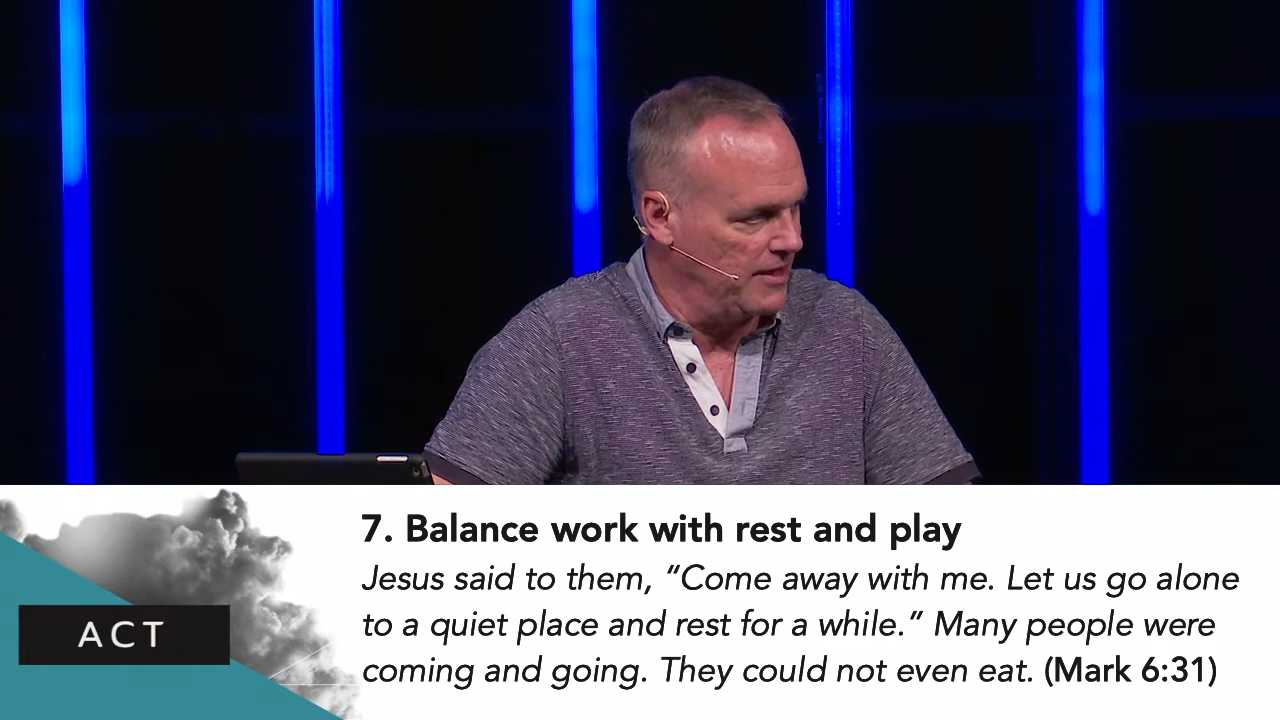 7. Balance work with rest and play
Jesus said to them, “Come away with me. Let us go alone
to a quiet place and rest for a while.” Many people were
coming and going. They could not even eat. (Mark 6:31)
ACT